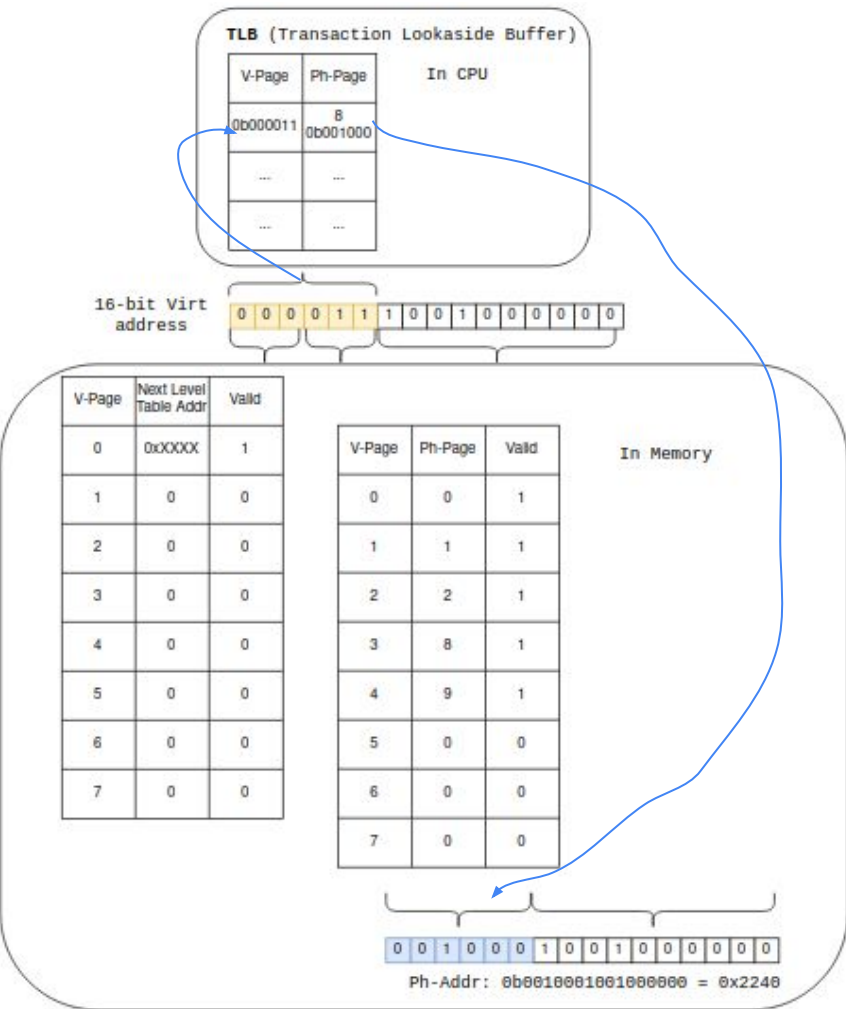 TLB (Transaction Lookaside Buffer)
In CPU
V-Page Ph-Page
0b000011 8 0b001000
... ...
... ...
16-bit Virt address
0 0 0 0 1 1 1 0 0 1 0 0 0 0 0 0
V-Page Next Level Table Addr Valid
0 0xXXXX 1
1 0 0
2 0 0
3 0 0
4 0 0
5 0 0
6 0 0
7 0 0
In Memory
V-Page Ph-Page Valid
0 0 1
1 1 1
2 2 1
3 8 1
4 9 1
5 0 0
6 0 0
7 0 0
0 0 1 0 0 0 1 0 0 1 0 0 0 0 0 0
Ph-Addr: 0b0010001001000000 = 0x2240